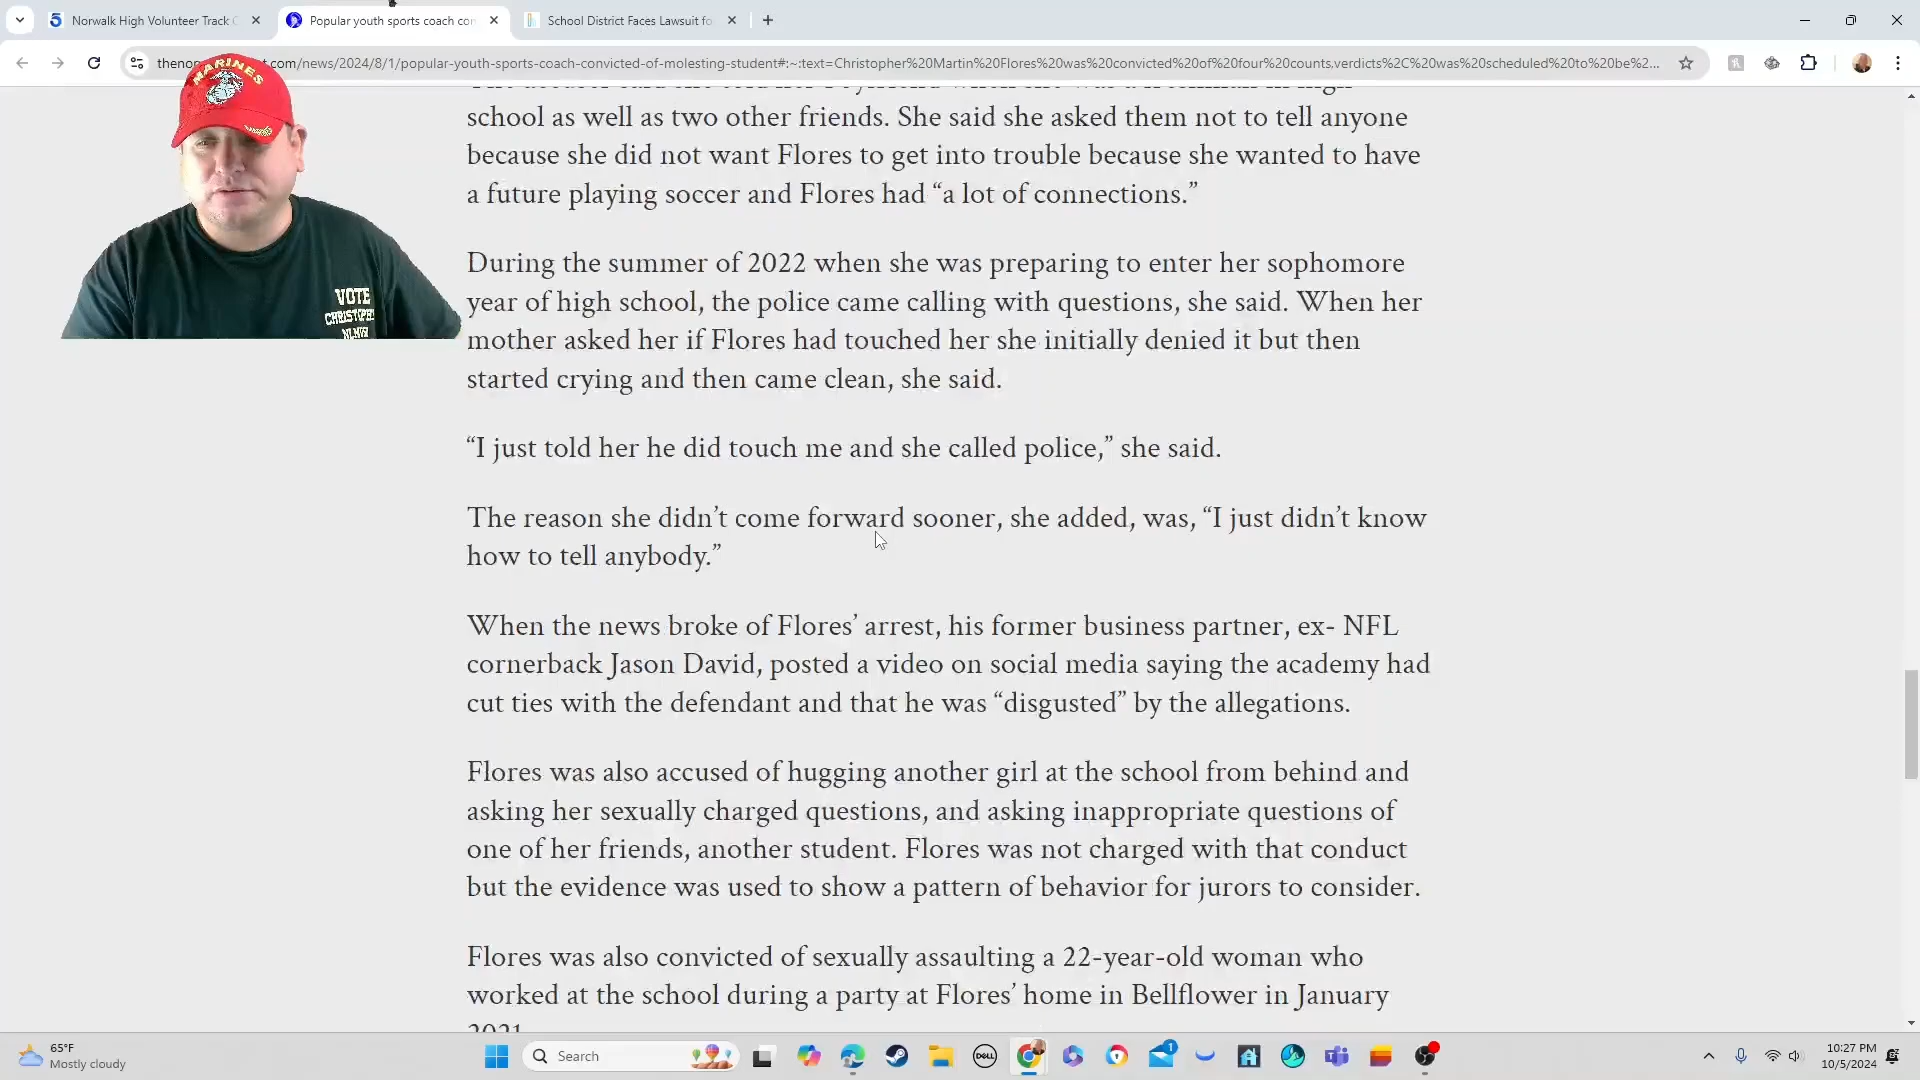 Norwalk High Volunteer Track C
Popular youth sports coach con
School District Faces Lawsuit fo
.com/news/2024/8/1/popular-youth-sports-coach-convicted-of-molesting-student#:~:text=Christopher%20Martin%20Flores%20was%20convicted%20of%20four%20counts,verdicts%2C%20was%20scheduled%20to%20be%...
MARINES
VOTE
school as well as two other friends. She said she asked them not to tell anyone
because she did not want Flores to get into trouble because she wanted to have
a future playing soccer and Flores had “a lot of connections.”
During the summer of 2022 when she was preparing to enter her sophomore
year of high school, the police came calling with questions, she said. When her
mother asked her if Flores had touched her she initially denied it but then
started crying and then came clean, she said.
“I just told her he did touch me and she called police,” she said.
The reason she didn’t come forward sooner, she added, was, “I just didn’t know
how to tell anybody.”
When the news broke of Flores’ arrest, his former business partner, ex- NFL
cornerback Jason David, posted a video on social media saying the academy had
cut ties with the defendant and that he was “disgusted” by the allegations.
Flores was also accused of hugging another girl at the school from behind and
asking her sexually charged questions, and asking inappropriate questions of
one of her friends, another student. Flores was not charged with that conduct
but the evidence was used to show a pattern of behavior for jurors to consider.
Flores was also convicted of sexually assaulting a 22-year-old woman who
worked at the school during a party at Flores’ home in Bellflower in January
2021
65°F
Mostly cloudy
Search
DELL
1
10:27 PM
10/5/2024